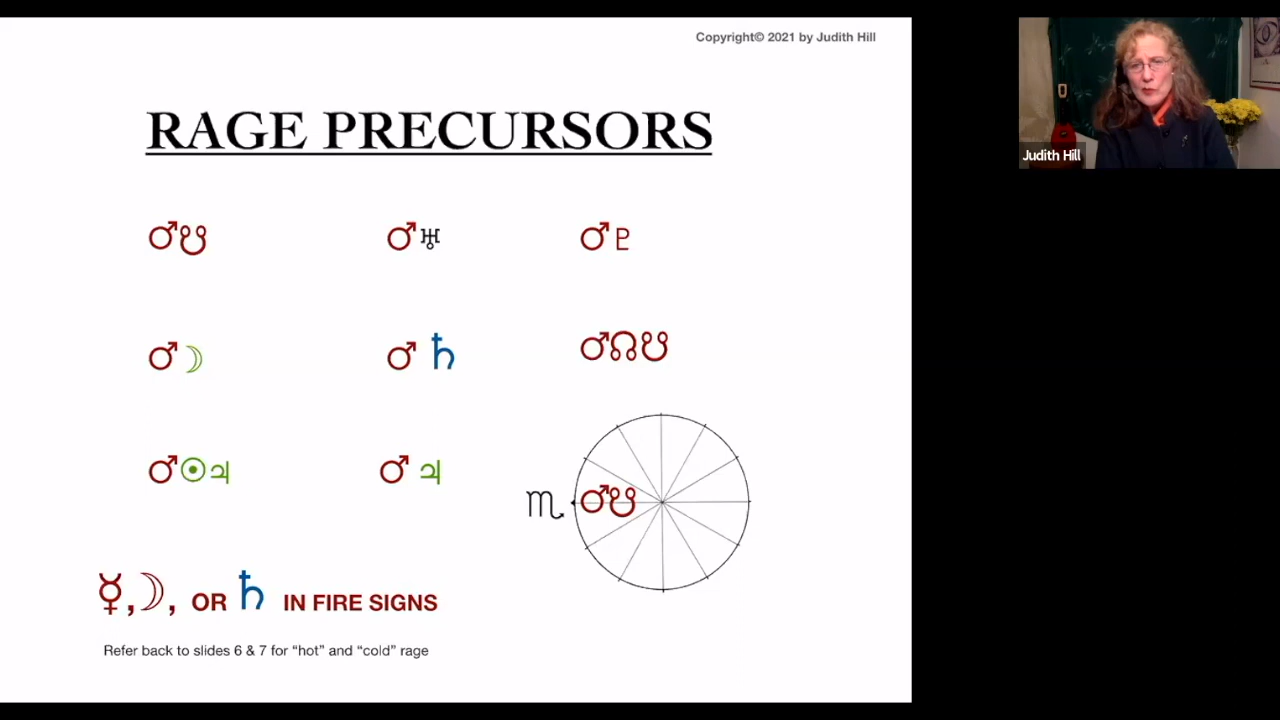 Copyright© 2021 by Judith Hill
RAGE PRECURSORS
♂☋ ♂♅ ♂♇
♂☽ ♂ ♄ ♂☊☋
♂☉♃ ♂ ♃
♏ ♂☋
☿,☽, OR ♄ IN FIRE SIGNS
Refer back to slides 6 & 7 for “hot” and “cold” rage
Judith Hill